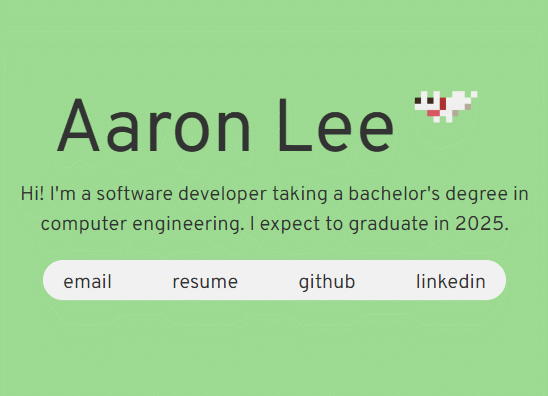 Aaron Lee
Hi! I'm a software developer taking a bachelor's degree in
computer engineering. I expect to graduate in 2025.
email resume github linkedin